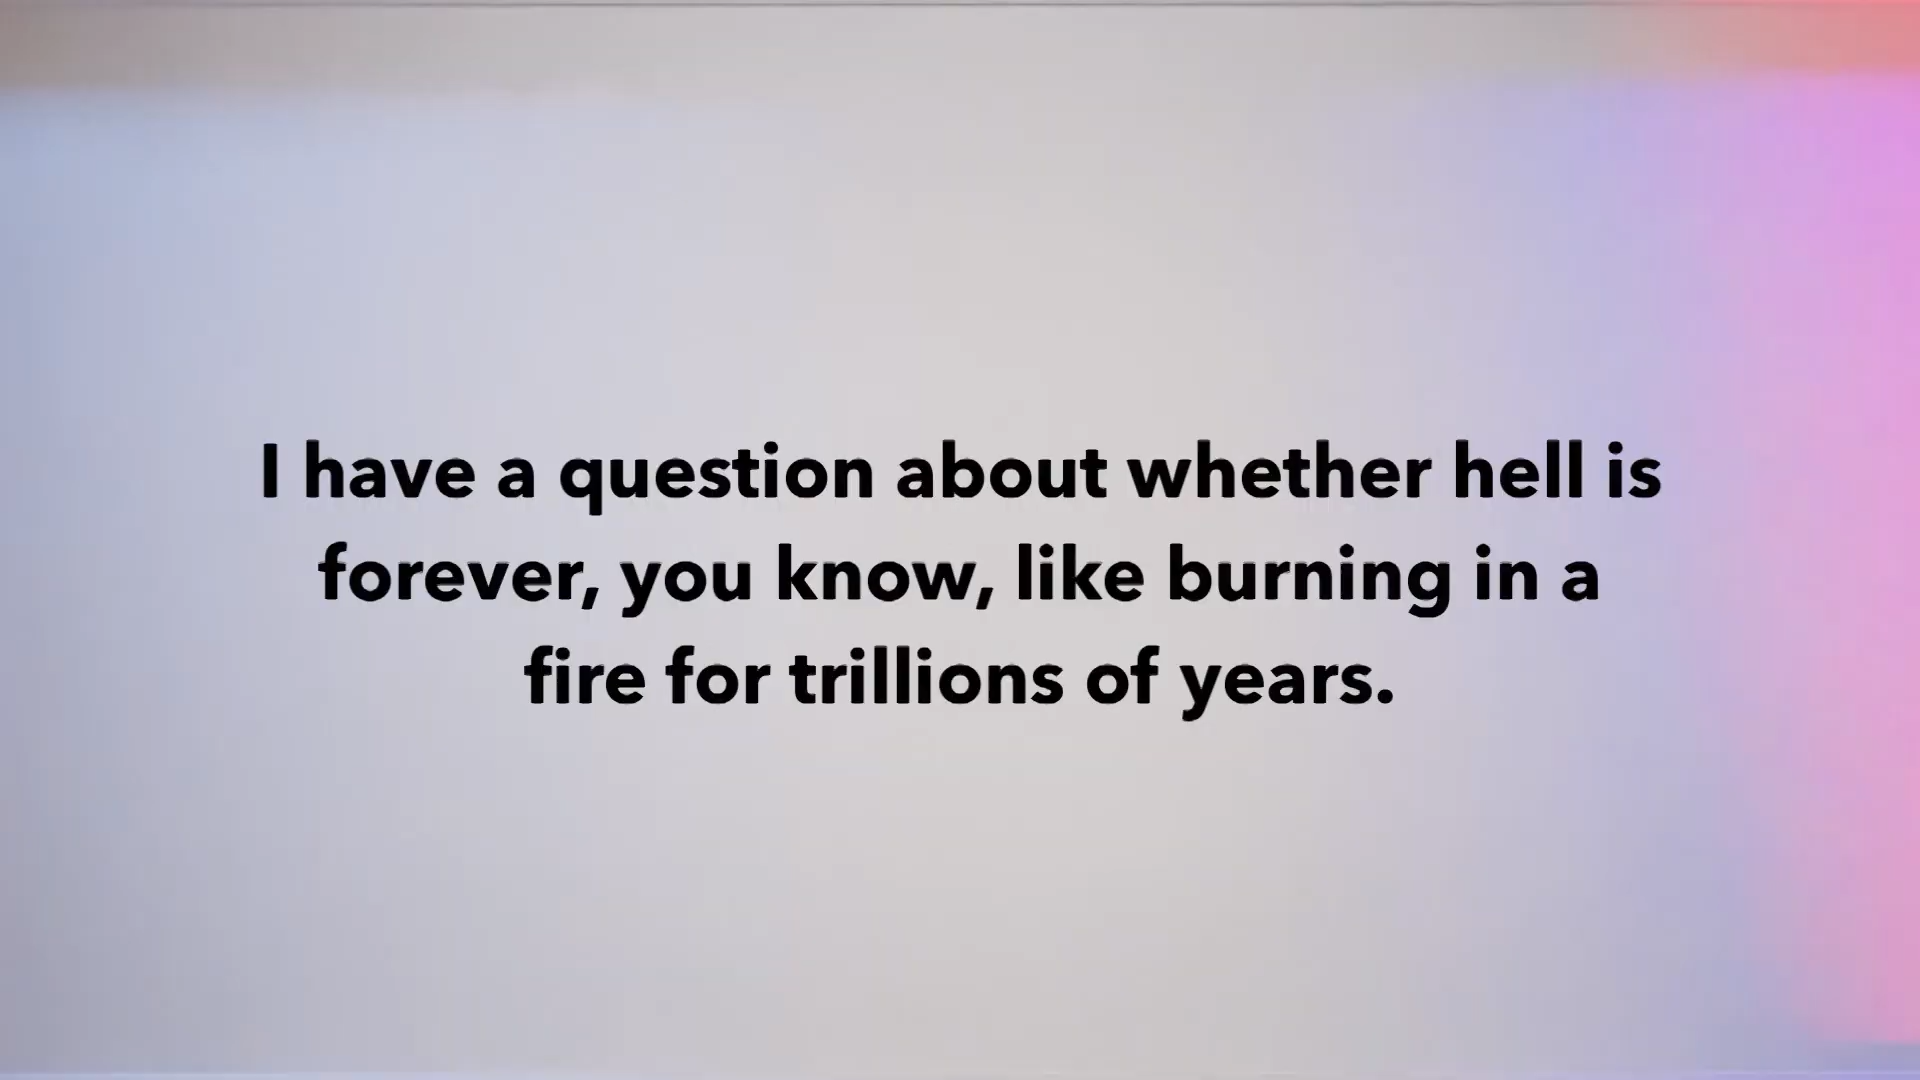 I have a question about whether hell is
forever, you know, like burning in a
fire for trillions of years.